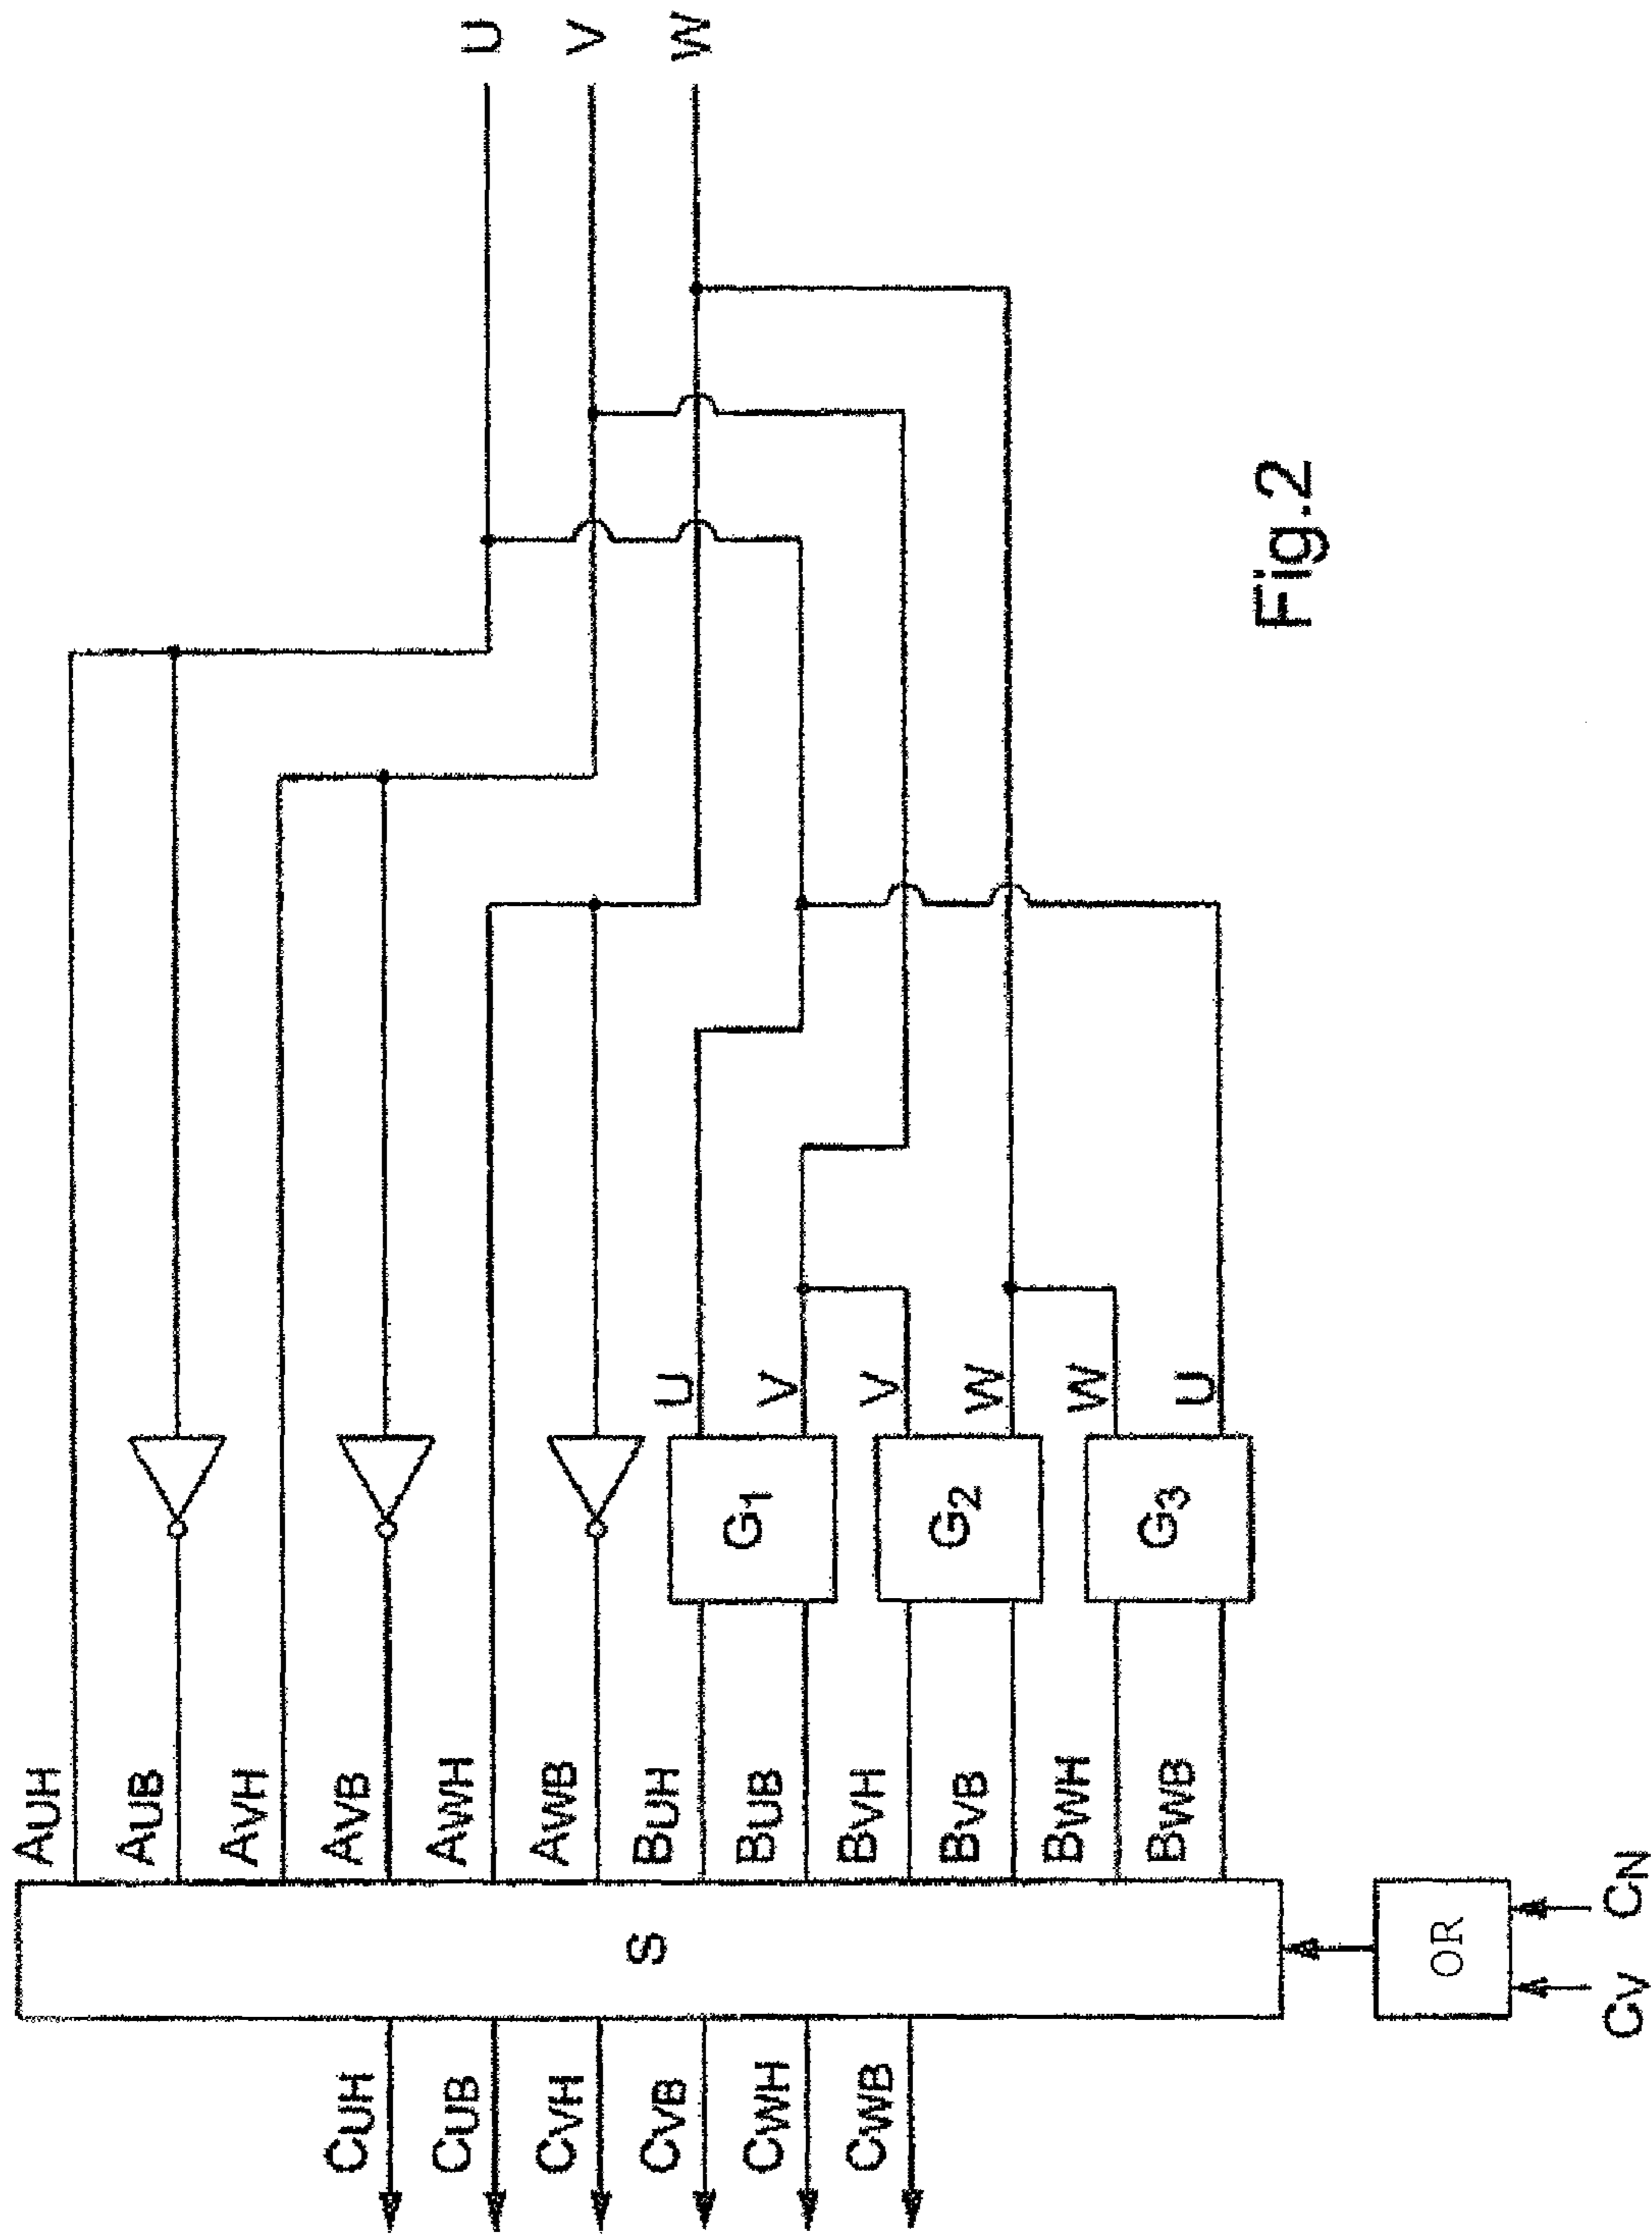 U
V
W
U
V
V
W
W
U
G1
G2
G3
AUH
AUB
AVH
AVB
AWH
AWB
BUH
BUB
BVH
BVB
BWH
BWB
S
OR
CV
CN
CUH
CUB
CVH
CVB
CWH
CWB
Fig.2